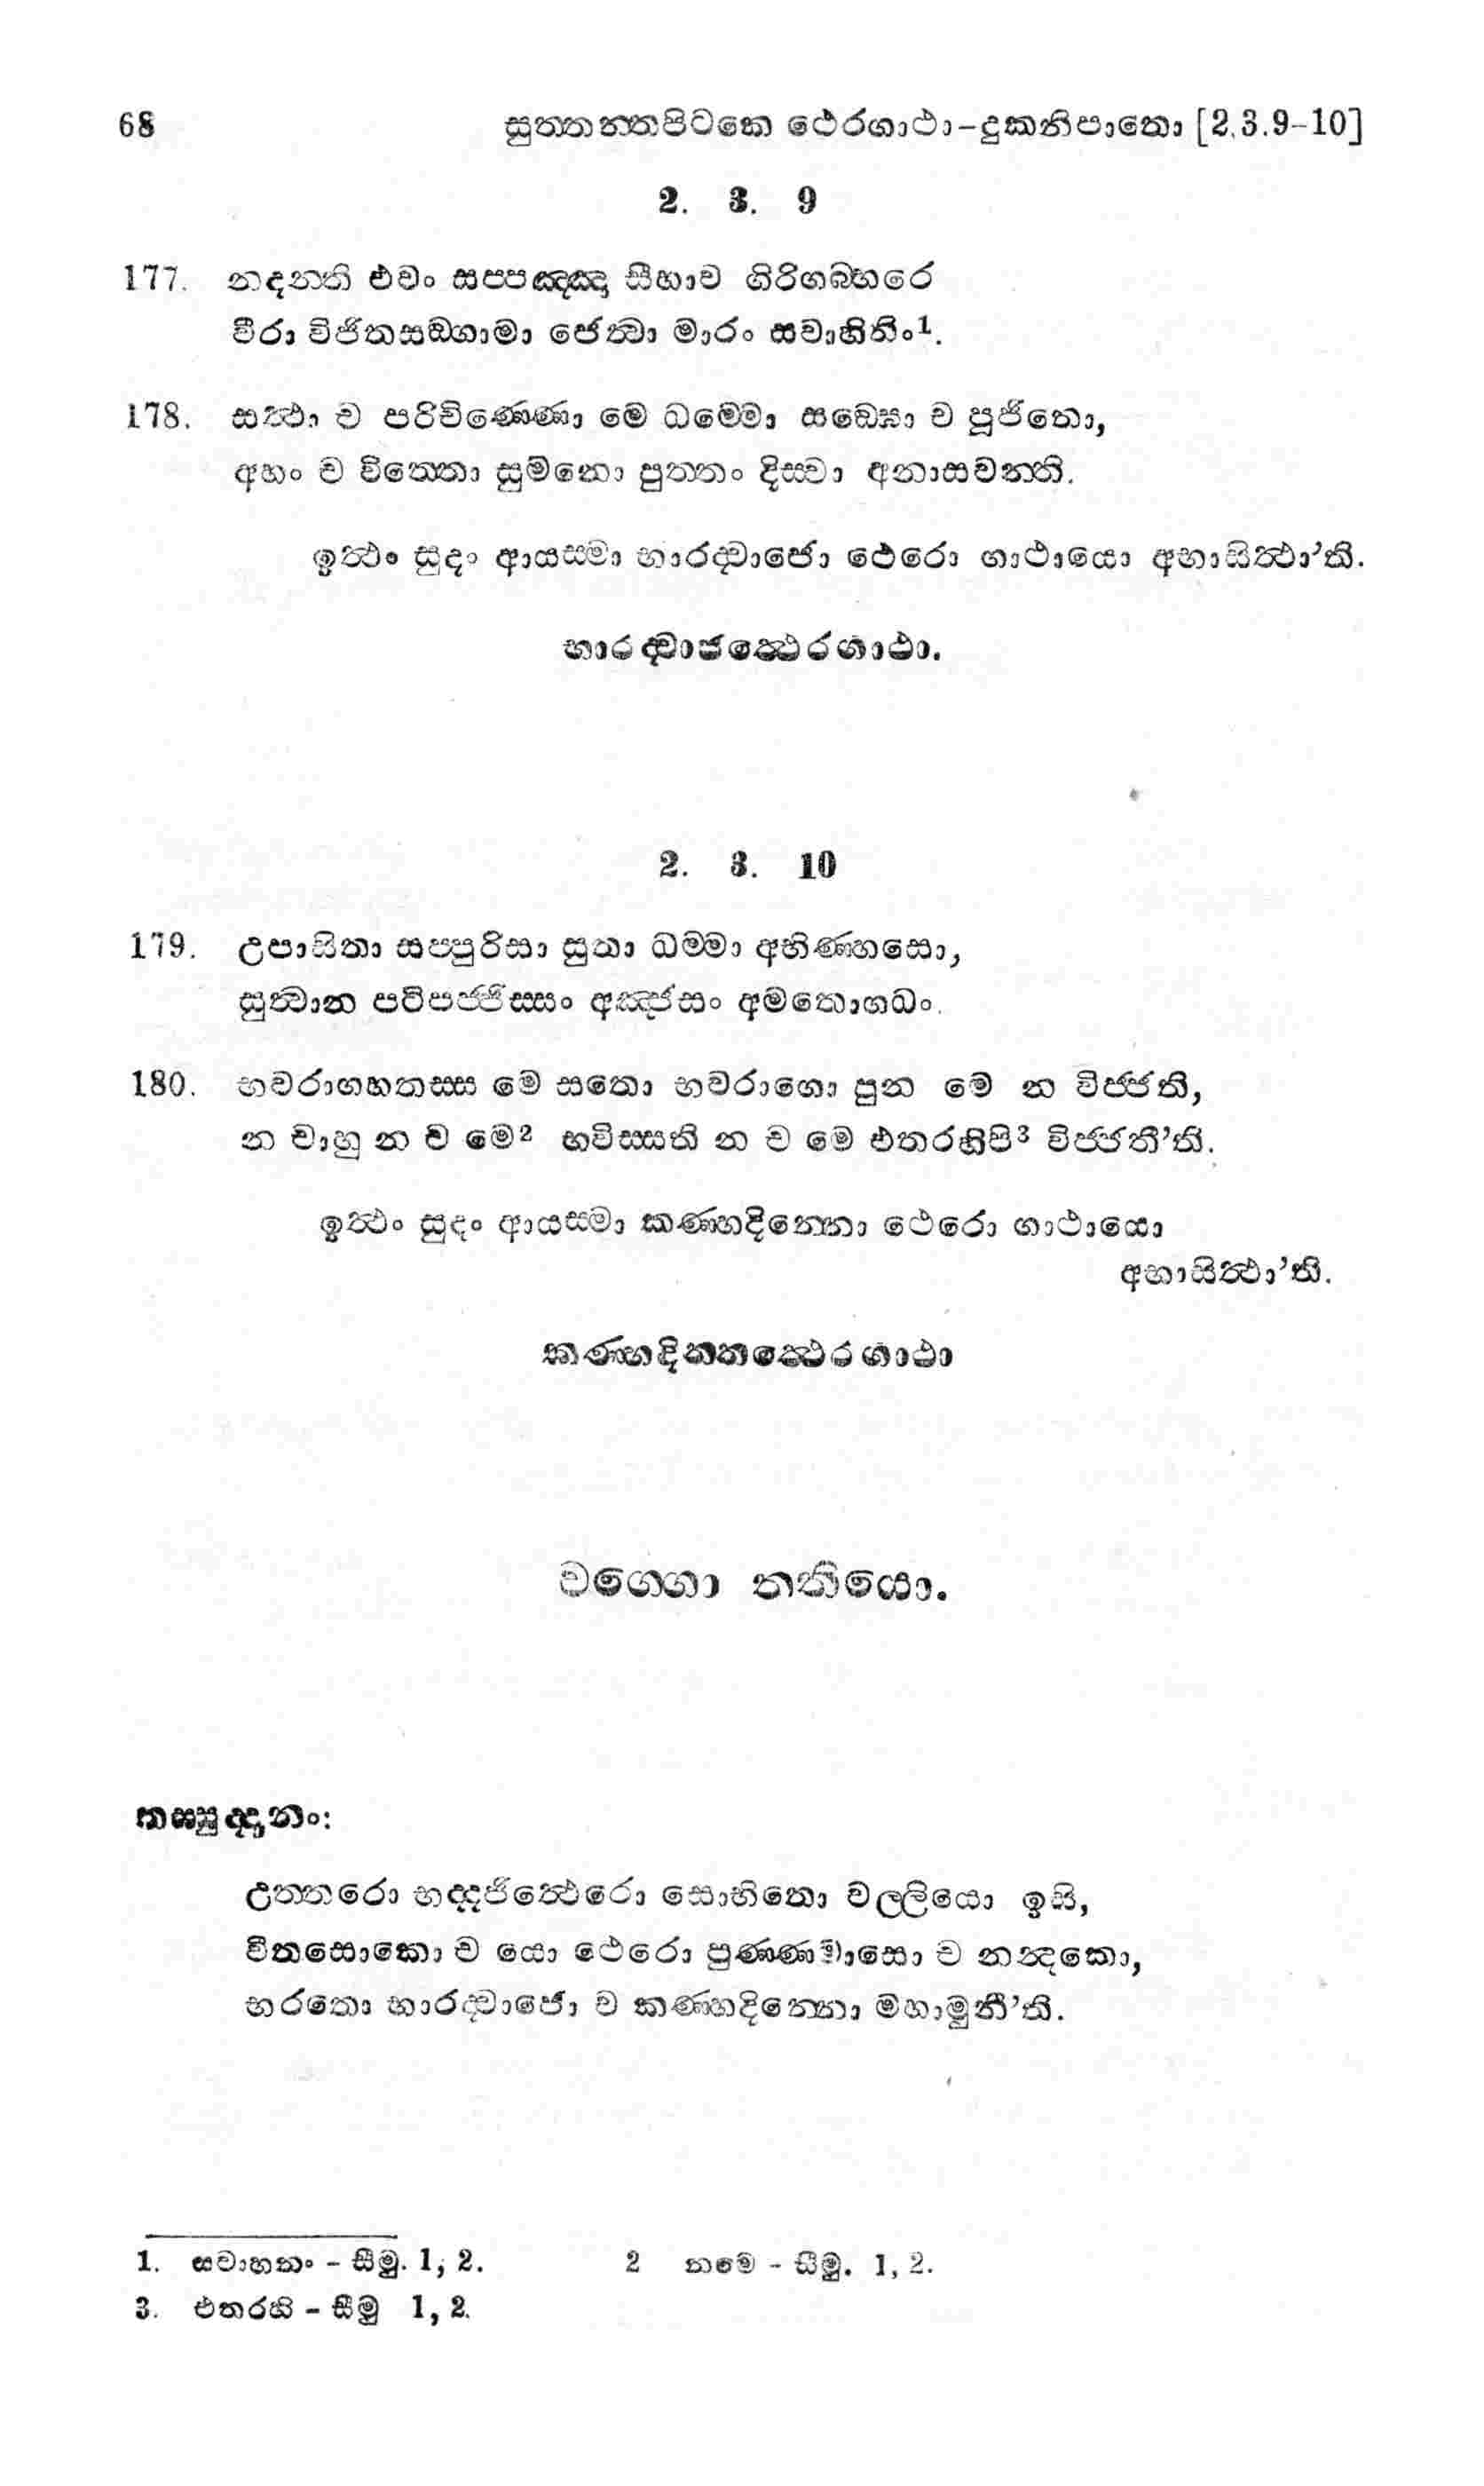 68 සුත්තන්තපිටකෙ ථෙරගාථා-දුකනිපාතො [2.3.9-10]
2. 3. 9
177. නදන්ති එවං සප්පඤ්ඤා සීහාව ගිරිගබ්භරෙ
වීරා විජිතසඞ්ගාමා ජෙත්වා මාරං සවාහිනිං1.
178. සත්ථා ච පරිචිණ්ණො මෙ ධම්මො සඞ්ඝො ච පූජිතො,
අහං ච විත්තො සුමනො පුත්තං දිස්වා අනාසවන්ති.
ඉත්ථං සුදං ආයස්මා භාරද්වාජො ථෙරො ගාථායො අභාසිත්ථා'ති.
භාරද්වාජත්ථෙරගාථා.
2. 3. 10
179. උපාසිතා සප්පුරිසා සුතා ධම්මා අභිණ්හසො,
සුත්වාන පටිපජ්ජිස්සං අඤ්ජසං අමතොගධං.
180. භවරාගහතස්ස මෙ සතො භවරාගො පුන මෙ න විජ්ජති,
න චාහු න ච මෙ2 භවිස්සති න ච මෙ එතරහිපි3 විජ්ජතී'ති.
ඉත්ථං සුදං ආයස්මා කණ්හදින්නො ථෙරො ගාථායො
අභාසිත්ථා'ති.
කණ්හදින්නත්ථෙරගාථා
වග්ගො තතියො.
තස්සුද්දානං:
උත්තරො භද්දජිත්ථෙරො සොභිතො වල්ලියො ඉසි,
වීතසොකො ච යො ථෙරො පුණ්ණමාසො ච නන්දකො,
භරතො භාරද්වාජො ච කණ්හදින්නො මහාමුනී'ති.
1. සවාහනං - සීමු. 1, 2. 2 නමෙ - සීමු. 1, 2.
3. එතරහි - සීමු 1, 2.